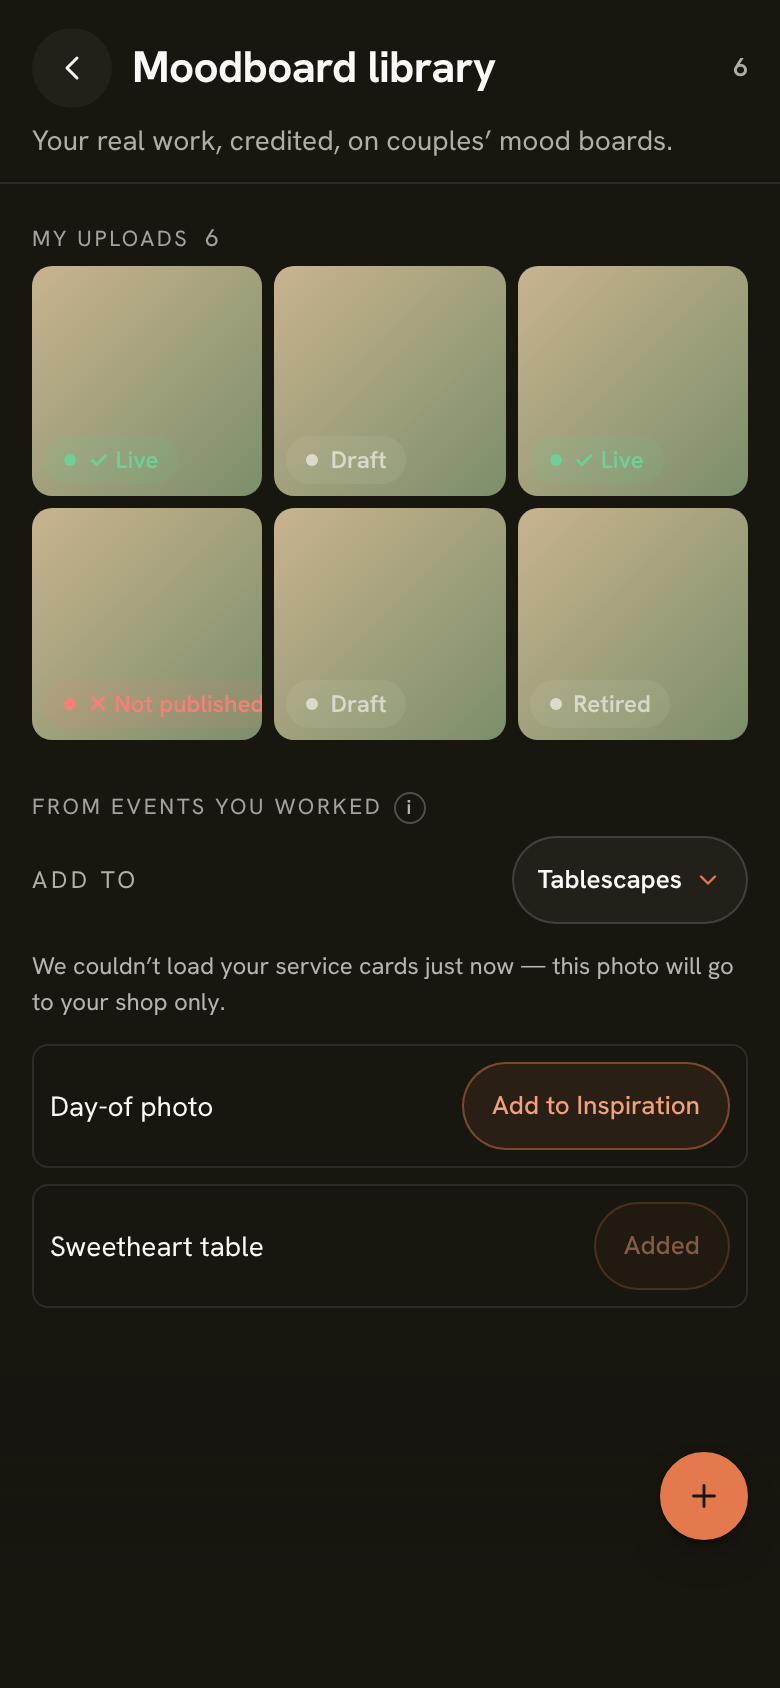 Moodboard library
6
Your real work, credited, on couples’ mood boards.
MY UPLOADS 6
✓ Live
Draft
✓ Live
✕ Not published
Draft
Retired
FROM EVENTS YOU WORKED i
ADD TO
Tablescapes
We couldn’t load your service cards just now — this photo will go
to your shop only.
Day-of photo
Add to Inspiration
Sweetheart table
Added